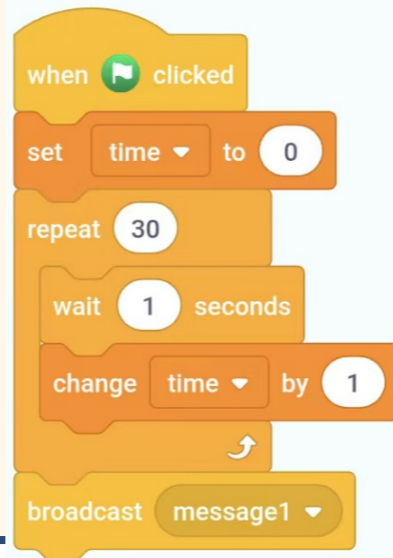 when clicked
set time to 0
repeat 30
wait 1 seconds
change time by 1
broadcast message1